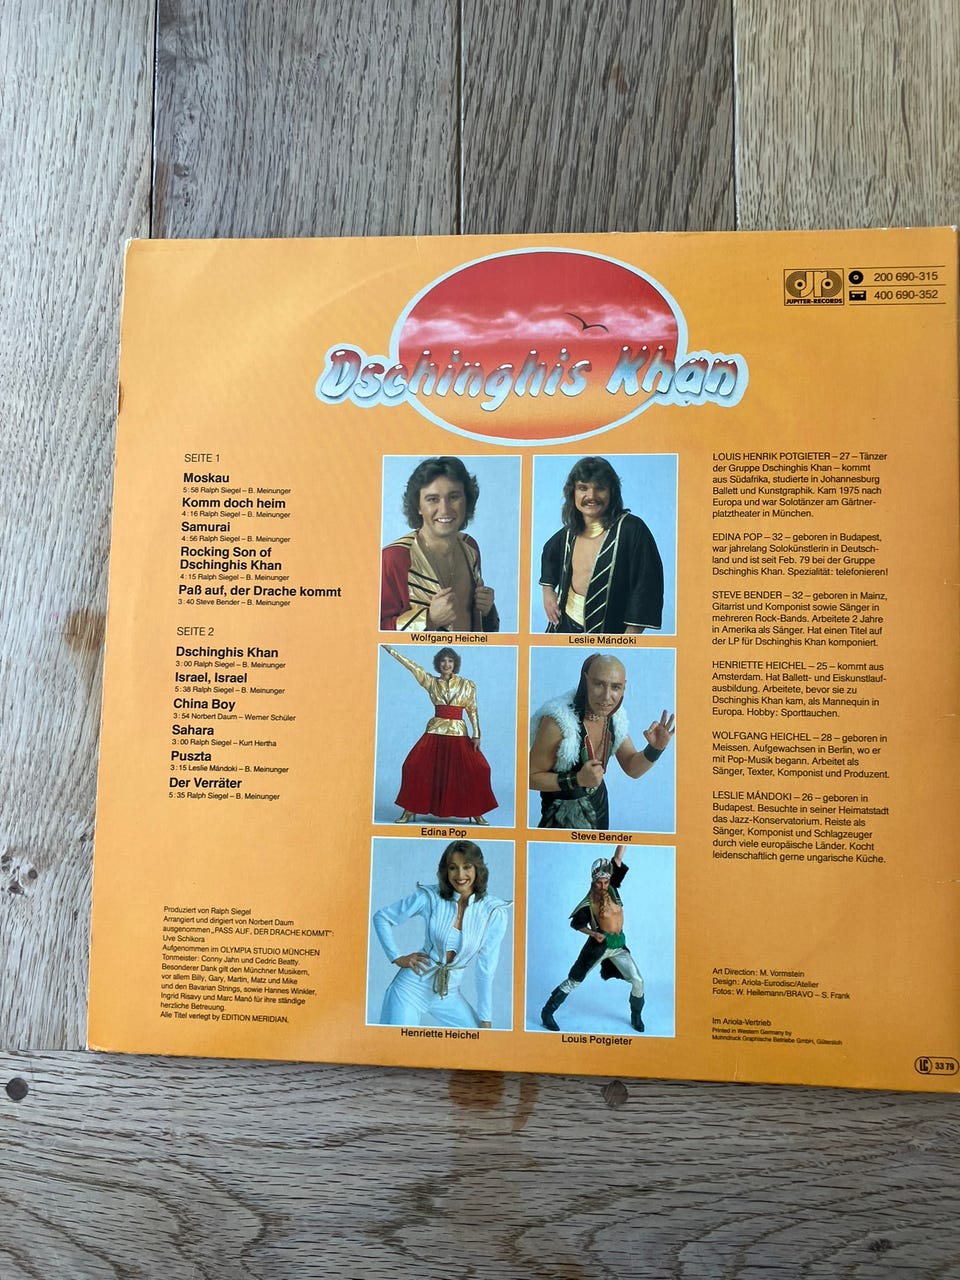 Dschinghis Khan
JUPITER-RECORDS
200 690-315
400 690-352
SEITE 1
Moskau
5:58 Ralph Siegel – B. Meinunger
Komm doch heim
4:16 Ralph Siegel – B. Meinunger
Samurai
4:56 Ralph Siegel – B. Meinunger
Rocking Son of
Dschinghis Khan
4:15 Ralph Siegel – B. Meinunger
Paß auf, der Drache kommt
3:40 Steve Bender – B. Meinunger
SEITE 2
Dschinghis Khan
3:00 Ralph Siegel – B. Meinunger
Israel, Israel
5:38 Ralph Siegel – B. Meinunger
China Boy
3:54 Norbert Daum – Werner Schüler
Sahara
3:00 Ralph Siegel – Kurt Hertha
Puszta
3:15 Leslie Mándoki – B. Meinunger
Der Verräter
5:35 Ralph Siegel – B. Meinunger
Produziert von Ralph Siegel
Arrangiert und dirigiert von Norbert Daum
ausgenommen „PASS AUF, DER DRACHE KOMMT":
Uve Schikora
Aufgenommen im OLYMPIA STUDIO MÜNCHEN
Tonmeister: Conny Jahn und Cedric Beatty.
Besonderer Dank gilt den Münchner Musikern,
vor allem Billy, Gary, Martin, Matz und Mike
und den Bavarian Strings, sowie Hannes Winkler,
Ingrid Risavy und Marc Manó für ihre ständige
herzliche Betreuung.
Alle Titel verlegt by EDITION MERIDIAN.
Wolfgang Heichel
Leslie Mándoki
Edina Pop
Steve Bender
Henriette Heichel
Louis Potgieter
LOUIS HENRIK POTGIETER – 27 – Tänzer
der Gruppe Dschinghis Khan – kommt
aus Südafrika, studierte in Johannesburg
Ballett und Kunstgraphik. Kam 1975 nach
Europa und war Solotänzer am Gärtner-
platztheater in München.
EDINA POP – 32 – geboren in Budapest,
war jahrelang Solokünstlerin in Deutsch-
land und ist seit Feb. 79 bei der Gruppe
Dschinghis Khan. Spezialität: telefonieren!
STEVE BENDER – 32 – geboren in Mainz,
Gitarrist und Komponist sowie Sänger in
mehreren Rock-Bands. Arbeitete 2 Jahre
in Amerika als Sänger. Hat einen Titel auf
der LP für Dschinghis Khan komponiert.
HENRIETTE HEICHEL – 25 – kommt aus
Amsterdam. Hat Ballett- und Eiskunstlauf-
ausbildung. Arbeitete, bevor sie zu
Dschinghis Khan kam, als Mannequin in
Europa. Hobby: Sporttauchen.
WOLFGANG HEICHEL – 28 – geboren in
Meissen. Aufgewachsen in Berlin, wo er
mit Pop-Musik begann. Arbeitet als
Sänger, Texter, Komponist und Produzent.
LESLIE MÁNDOKI – 26 – geboren in
Budapest. Besuchte in seiner Heimatstadt
das Jazz-Konservatorium. Reiste als
Sänger, Komponist und Schlagzeuger
durch viele europäische Länder. Kocht
leidenschaftlich gerne ungarische Küche.
Art Direction: M. Vormstein
Design: Ariola-Eurodisc/Atelier
Fotos: W. Heilemann/BRAVO – S. Frank
Im Ariola-Vertrieb
Printed in Western Germany by
Mohndruck Graphische Betriebe GmbH, Gütersloh
LC 3379